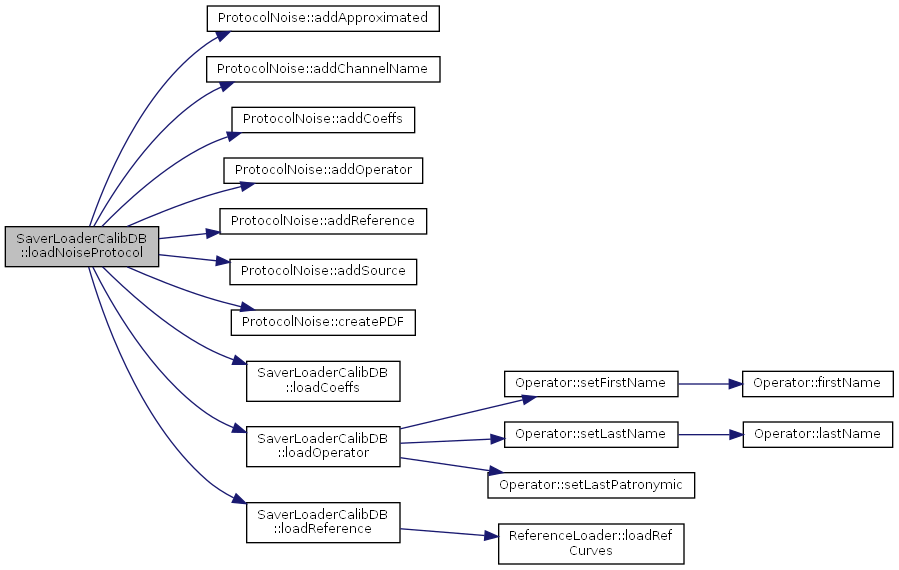 ProtocolNoise::addApproximated
ProtocolNoise::addChannelName
ProtocolNoise::addCoeffs
ProtocolNoise::addOperator
ProtocolNoise::addReference
SaverLoaderCalibDB
::loadNoiseProtocol
ProtocolNoise::addSource
ProtocolNoise::createPDF
SaverLoaderCalibDB
::loadCoeffs
Operator::setFirstName
Operator::firstName
SaverLoaderCalibDB
::loadOperator
Operator::setLastName
Operator::lastName
Operator::setLastPatronymic
SaverLoaderCalibDB
::loadReference
ReferenceLoader::loadRef
Curves